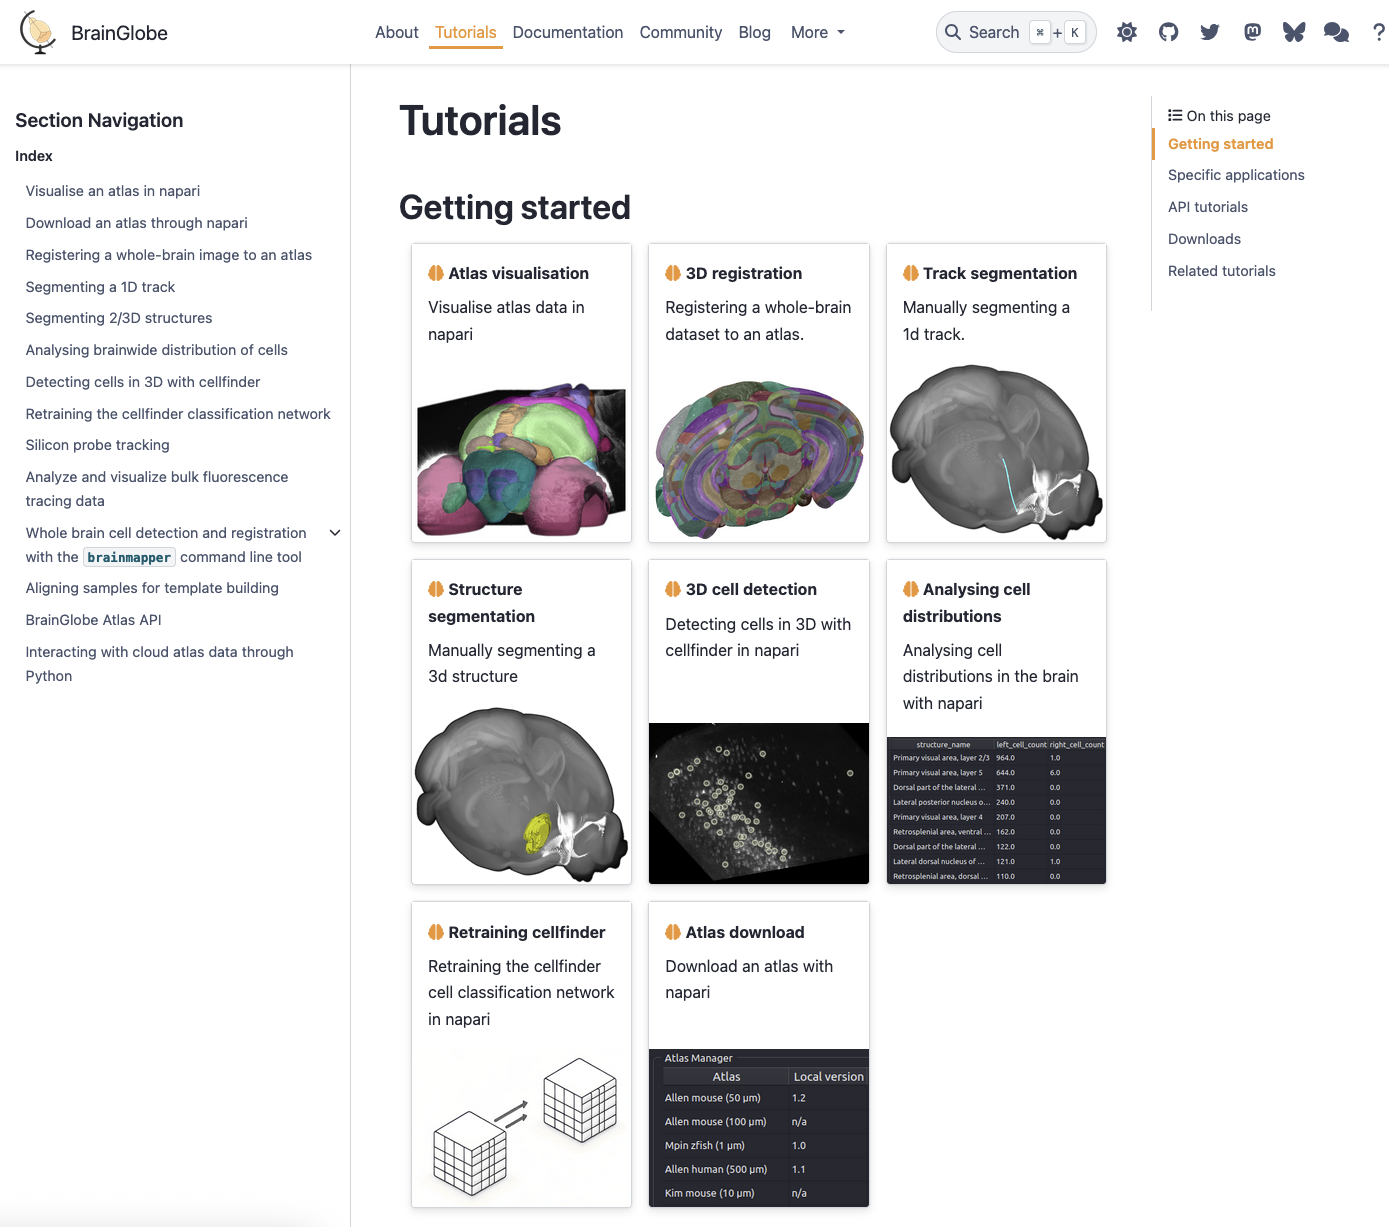 BrainGlobe
About Tutorials Documentation Community Blog More
Search ⌘ + K
?
Section Navigation
Index
Visualise an atlas in napari
Download an atlas through napari
Registering a whole-brain image to an atlas
Segmenting a 1D track
Segmenting 2/3D structures
Analysing brainwide distribution of cells
Detecting cells in 3D with cellfinder
Retraining the cellfinder classification network
Silicon probe tracking
Analyze and visualize bulk fluorescence
tracing data
Whole brain cell detection and registration
with the brainmapper command line tool
Aligning samples for template building
BrainGlobe Atlas API
Interacting with cloud atlas data through
Python
Tutorials
Getting started
Atlas visualisation
Visualise atlas data in
napari
3D registration
Registering a whole-brain
dataset to an atlas.
Track segmentation
Manually segmenting a
1d track.
Structure
segmentation
Manually segmenting a
3d structure
3D cell detection
Detecting cells in 3D with
cellfinder in napari
Analysing cell
distributions
Analysing cell
distributions in the brain
with napari
structure_name left_cell_count right_cell_count
Primary visual area, layer 2/3 964.0 1.0
Primary visual area, layer 5 644.0 6.0
Dorsal part of the lateral ... 371.0 0.0
Lateral posterior nucleus o... 240.0 0.0
Primary visual area, layer 4 207.0 0.0
Retrosplenial area, ventral ... 162.0 0.0
Dorsal part of the lateral ... 122.0 0.0
Lateral dorsal nucleus of ... 121.0 1.0
Retrosplenial area, dorsal ... 110.0 0.0
Retraining cellfinder
Retraining the cellfinder
cell classification network
in napari
Atlas download
Download an atlas with
napari
Atlas Manager
Atlas Local version
Allen mouse (50 µm) 1.2
Allen mouse (100 µm) n/a
Mpin zfish (1 µm) 1.0
Allen human (500 µm) 1.1
Kim mouse (10 µm) n/a
On this page
Getting started
Specific applications
API tutorials
Downloads
Related tutorials